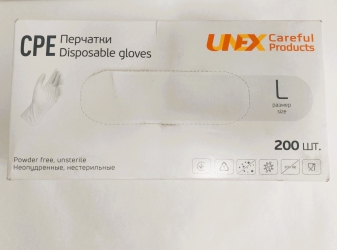 CPE Перчатки
Disposable gloves
UNEX Careful
Products
L
размер
size
200 ШТ.
Powder free, unsterile
Неопудренные, нестерильные